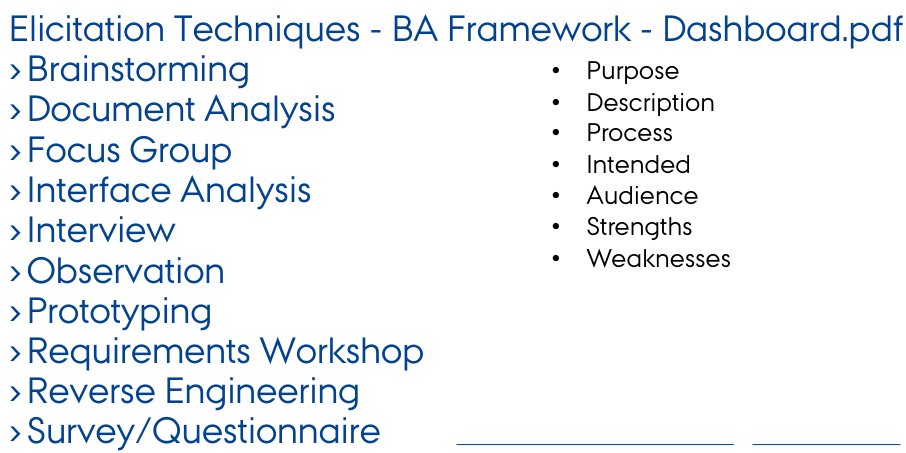 Elicitation Techniques - BA Framework - Dashboard.pdf
› Brainstorming
› Document Analysis
› Focus Group
› Interface Analysis
› Interview
› Observation
› Prototyping
› Requirements Workshop
› Reverse Engineering
› Survey/Questionnaire
• Purpose
• Description
• Process
• Intended
• Audience
• Strengths
• Weaknesses